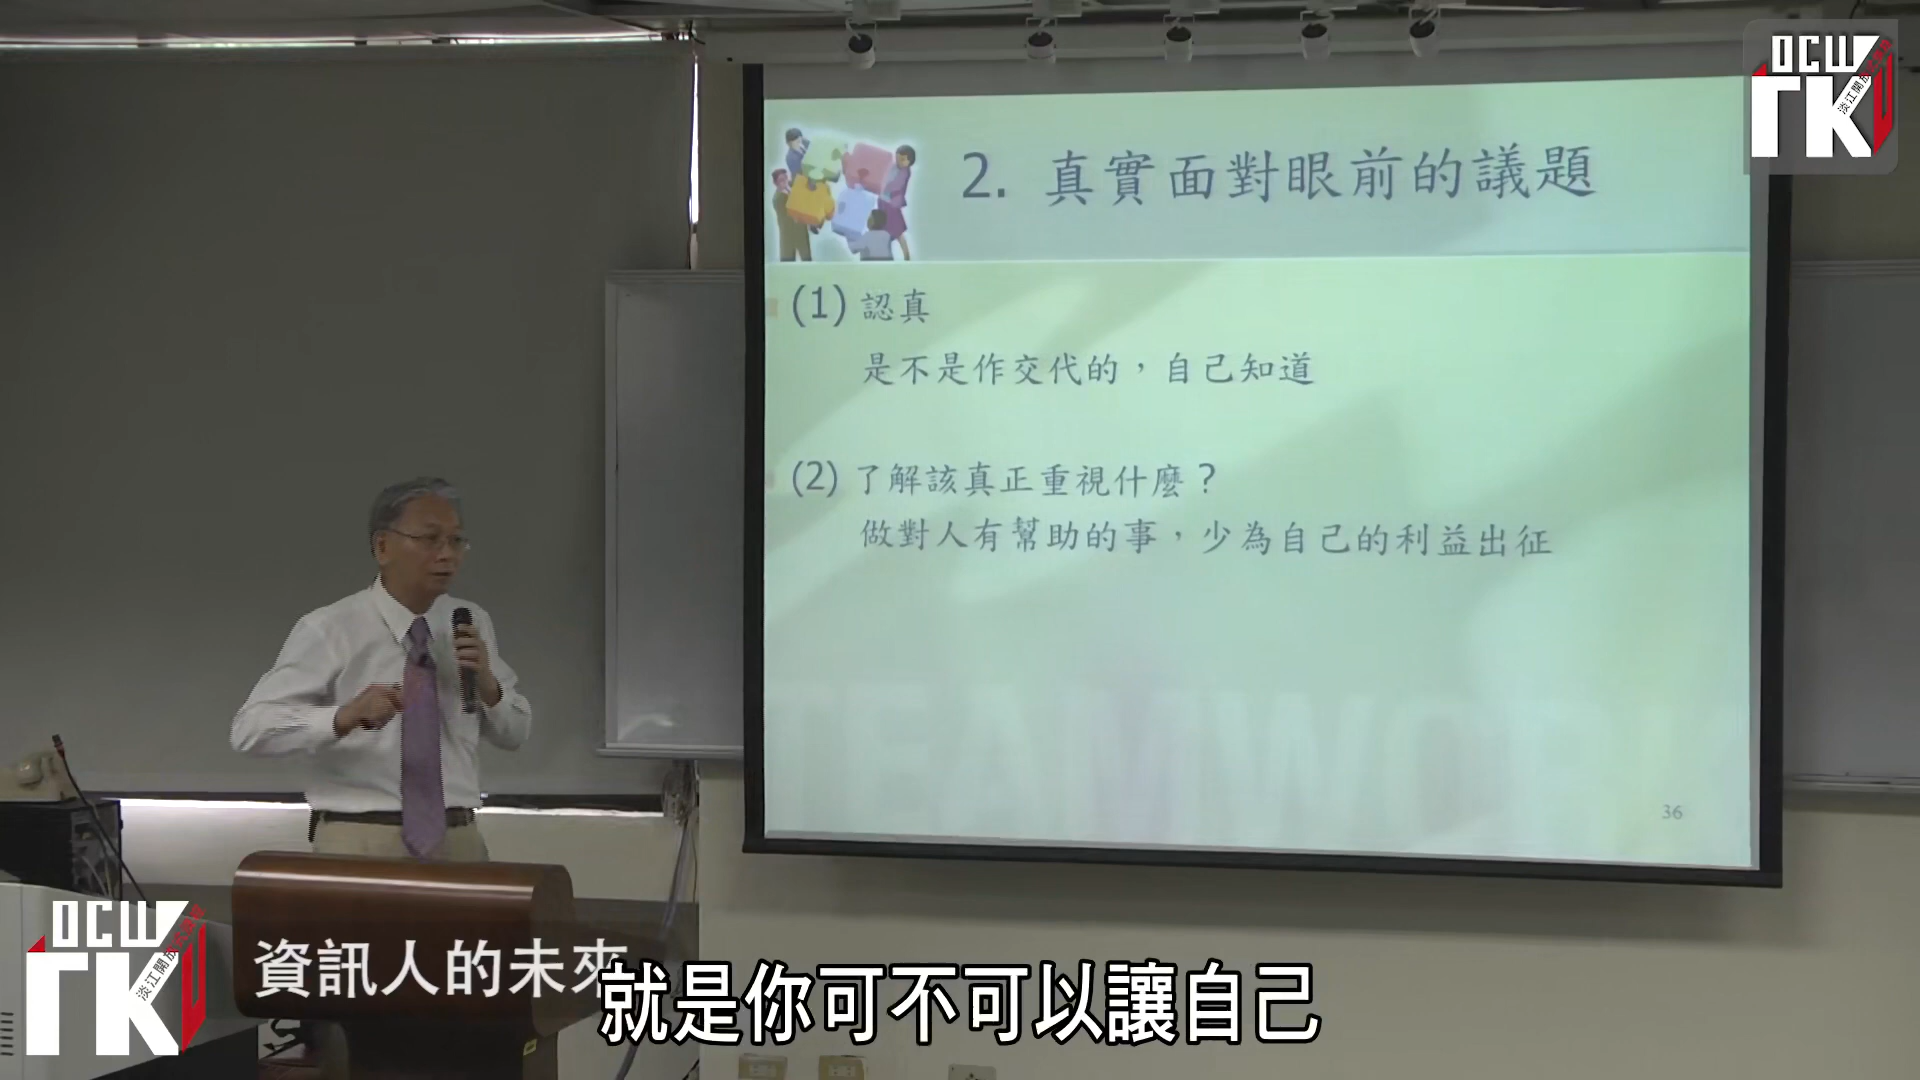 OCW
TKU
淡江開放式課程
2. 真實面對眼前的議題
(1) 認真
是不是作交代的，自己知道
(2) 了解該真正重視什麼？
做對人有幫助的事，少為自己的利益出征
TEAMWORK
36
OCW
TKU
淡江開放式課程
資訊人的未來
就是你可不可以讓自己